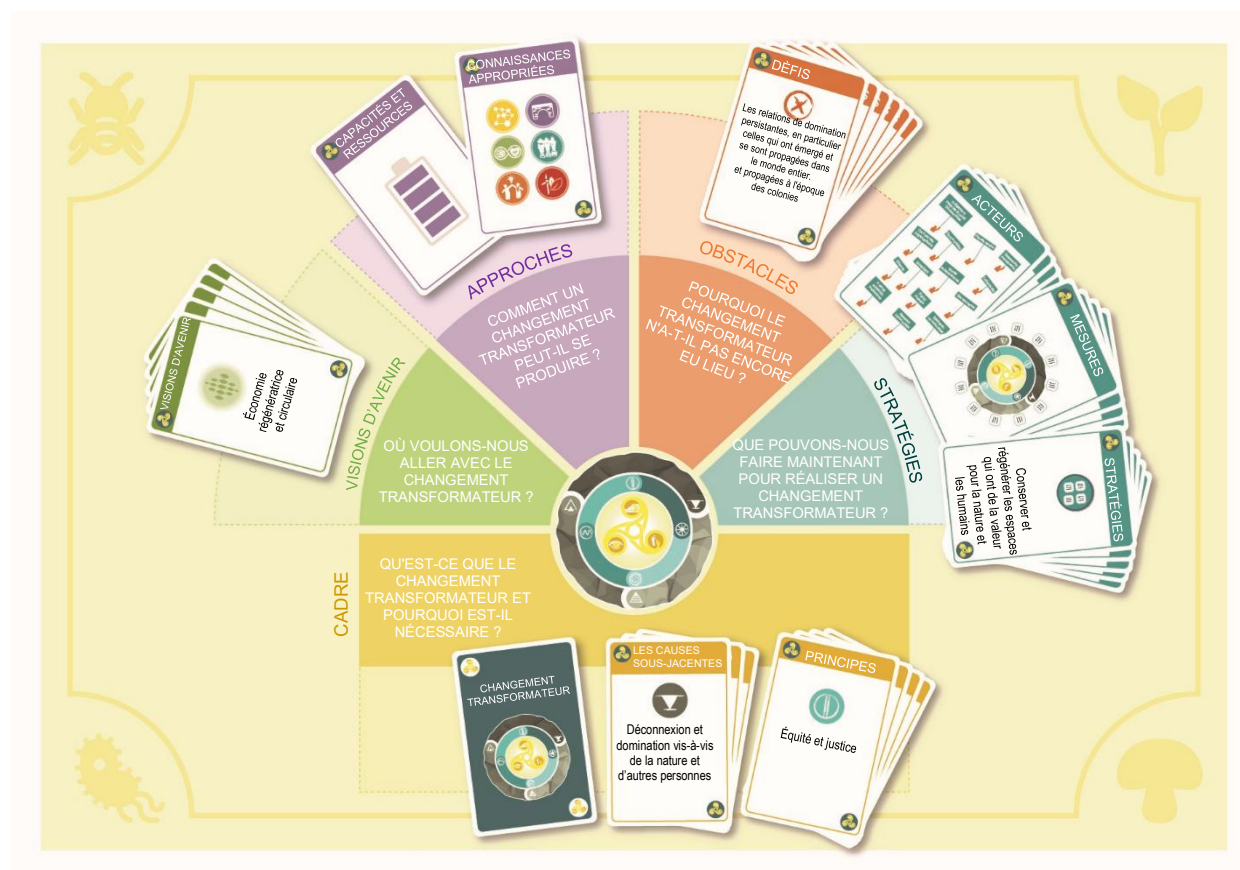 CAPACITÉS ET
RESSOURCES
CONNAISSANCES
APPROPRIÉES
APPROCHES
COMMENT UN
CHANGEMENT
TRANSFORMATEUR
PEUT-IL SE
PRODUIRE ?
DÉFIS
Les relations de domination
persistantes, en particulier
celles qui ont émergé et
se sont propagées dans
le monde entier.
et propagées à l'époque
des colonies
OBSTACLES
POURQUOI LE
CHANGEMENT
TRANSFORMATEUR
N'A-T-IL PAS ENCORE
EU LIEU ?
VISIONS D'AVENIR
Économie
régénératrice
et circulaire
VISIONS D'AVENIR
OÙ VOULONS-NOUS
ALLER AVEC LE
CHANGEMENT
TRANSFORMATEUR ?
ACTEURS
MESURES
STRATÉGIES
Conserver et
régénérer les espaces
qui ont de la valeur
pour la nature et
les humains
STRATÉGIES
QUE POUVONS-NOUS
FAIRE MAINTENANT
POUR RÉALISER UN
CHANGEMENT
TRANSFORMATEUR ?
CADRE
QU'EST-CE QUE LE
CHANGEMENT
TRANSFORMATEUR ET
POURQUOI EST-IL
NÉCESSAIRE ?
CHANGEMENT
TRANSFORMATEUR
LES CAUSES
SOUS-JACENTES
Déconnexion et
domination vis-à-vis
de la nature et
d'autres personnes
PRINCIPES
Équité et justice